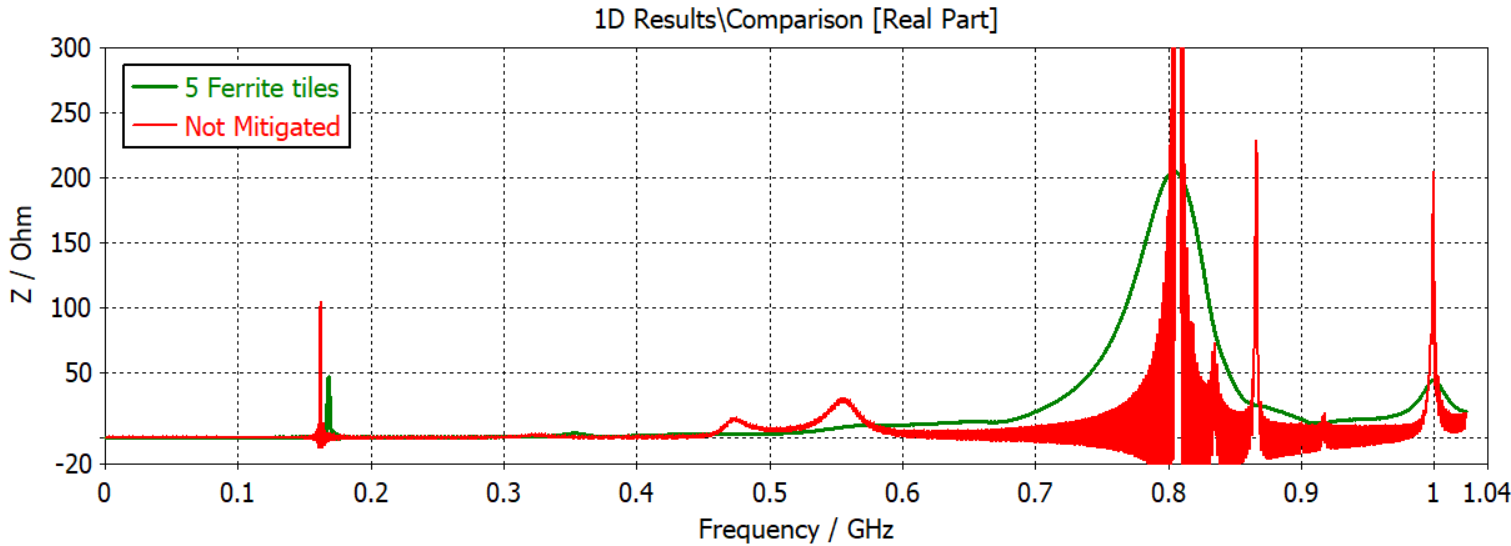 1D Results\Comparison [Real Part]
300
250
200
150
100
50
-20
Z / Ohm
5 Ferrite tiles
Not Mitigated
0 0.1 0.2 0.3 0.4 0.5 0.6 0.7 0.8 0.9 1 1.04
Frequency / GHz